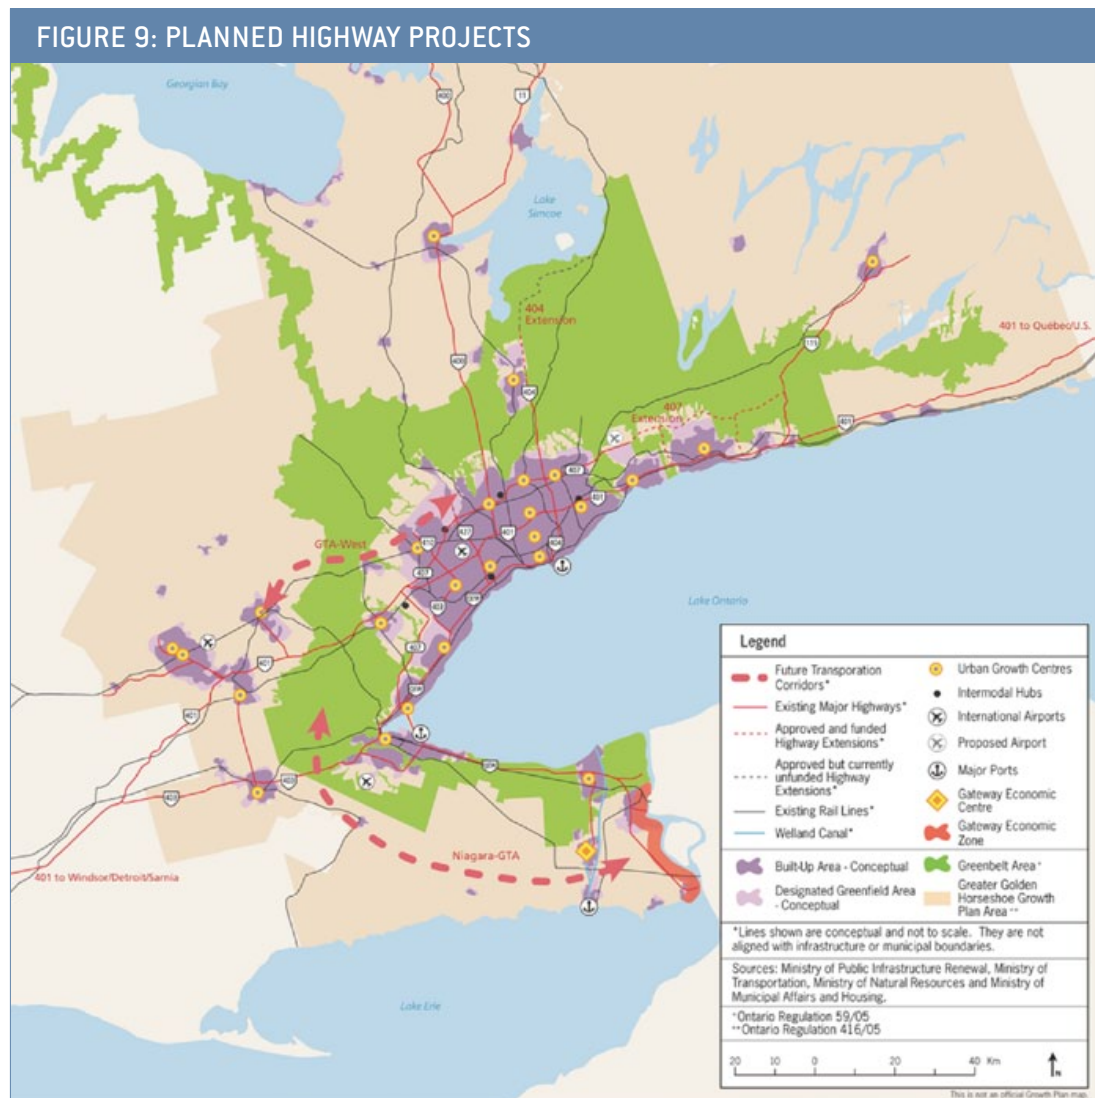 FIGURE 9: PLANNED HIGHWAY PROJECTS
Georgian Bay
400
11
Lake
Simcoe
404
Extension
401 to Québec/U.S.
115
400
404
407
Extension
401
407
401
GTA-West
427
410
401
404
407
403
QEW
407
401
QEW
Lake Ontario
401
403
QEW
403
Niagara-GTA
401 to Windsor/Detroit/Sarnia
Lake Erie
Legend
Future Transporation
Corridors*
Existing Major Highways*
Approved and funded
Highway Extensions*
Approved but currently
unfunded Highway
Extensions*
Existing Rail Lines*
Welland Canal*
Urban Growth Centres
Intermodal Hubs
International Airports
Proposed Airport
Major Ports
Gateway Economic
Centre
Gateway Economic
Zone
Built-Up Area - Conceptual
Designated Greenfield Area
- Conceptual
Greenbelt Area+
Greater Golden
Horseshoe Growth
Plan Area ++
*Lines shown are conceptual and not to scale. They are not
aligned with infrastructure or municipal boundaries.
Sources: Ministry of Public Infrastructure Renewal, Ministry of
Transportation, Ministry of Natural Resources and Ministry of
Municipal Affairs and Housing.
+Ontario Regulation 59/05
++Ontario Regulation 416/05
20 10 0 20 40 Km
N
This is not an official Growth Plan map.